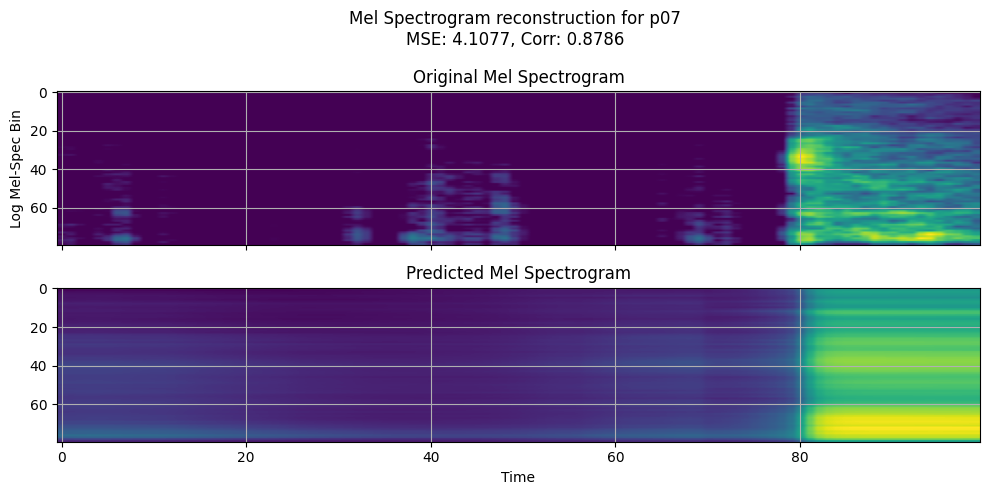 Mel Spectrogram reconstruction for p07
MSE: 4.1077, Corr: 0.8786
Original Mel Spectrogram
0
20
40
60
Log Mel-Spec Bin
Predicted Mel Spectrogram
0
20
40
60
0 20 40 60 80
Time